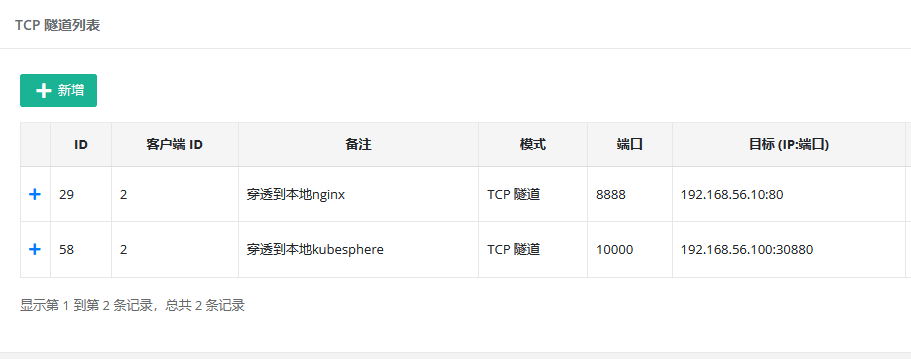 TCP 隧道列表
新增
ID 客户端 ID 备注 模式 端口 目标 (IP:端口)
29 2 穿透到本地nginx TCP 隧道 8888 192.168.56.10:80
58 2 穿透到本地kubesphere TCP 隧道 10000 192.168.56.100:30880
显示第 1 到第 2 条记录，总共 2 条记录